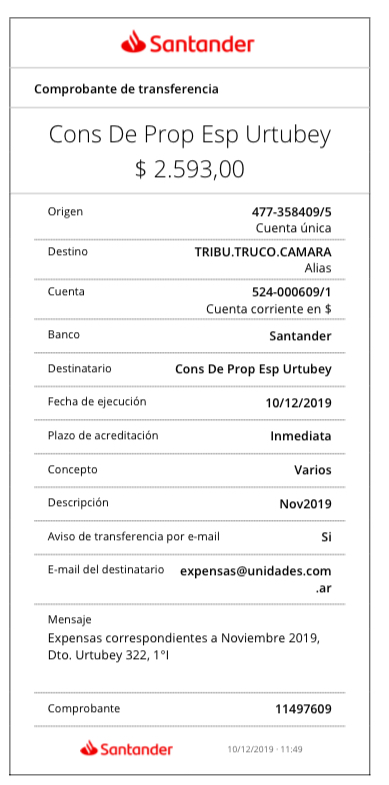 Santander
Comprobante de transferencia
Cons De Prop Esp Urtubey
$ 2.593,00
Origen 477-358409/5
Cuenta única
Destino TRIBU.TRUCO.CAMARA
Alias
Cuenta 524-000609/1
Cuenta corriente en $
Banco Santander
Destinatario Cons De Prop Esp Urtubey
Fecha de ejecución 10/12/2019
Plazo de acreditación Inmediata
Concepto Varios
Descripción Nov2019
Aviso de transferencia por e-mail Si
E-mail del destinatario expensas@unidades.com
.ar
Mensaje
Expensas correspondientes a Noviembre 2019,
Dto. Urtubey 322, 1°I
Comprobante 11497609
Santander 10/12/2019 - 11:49